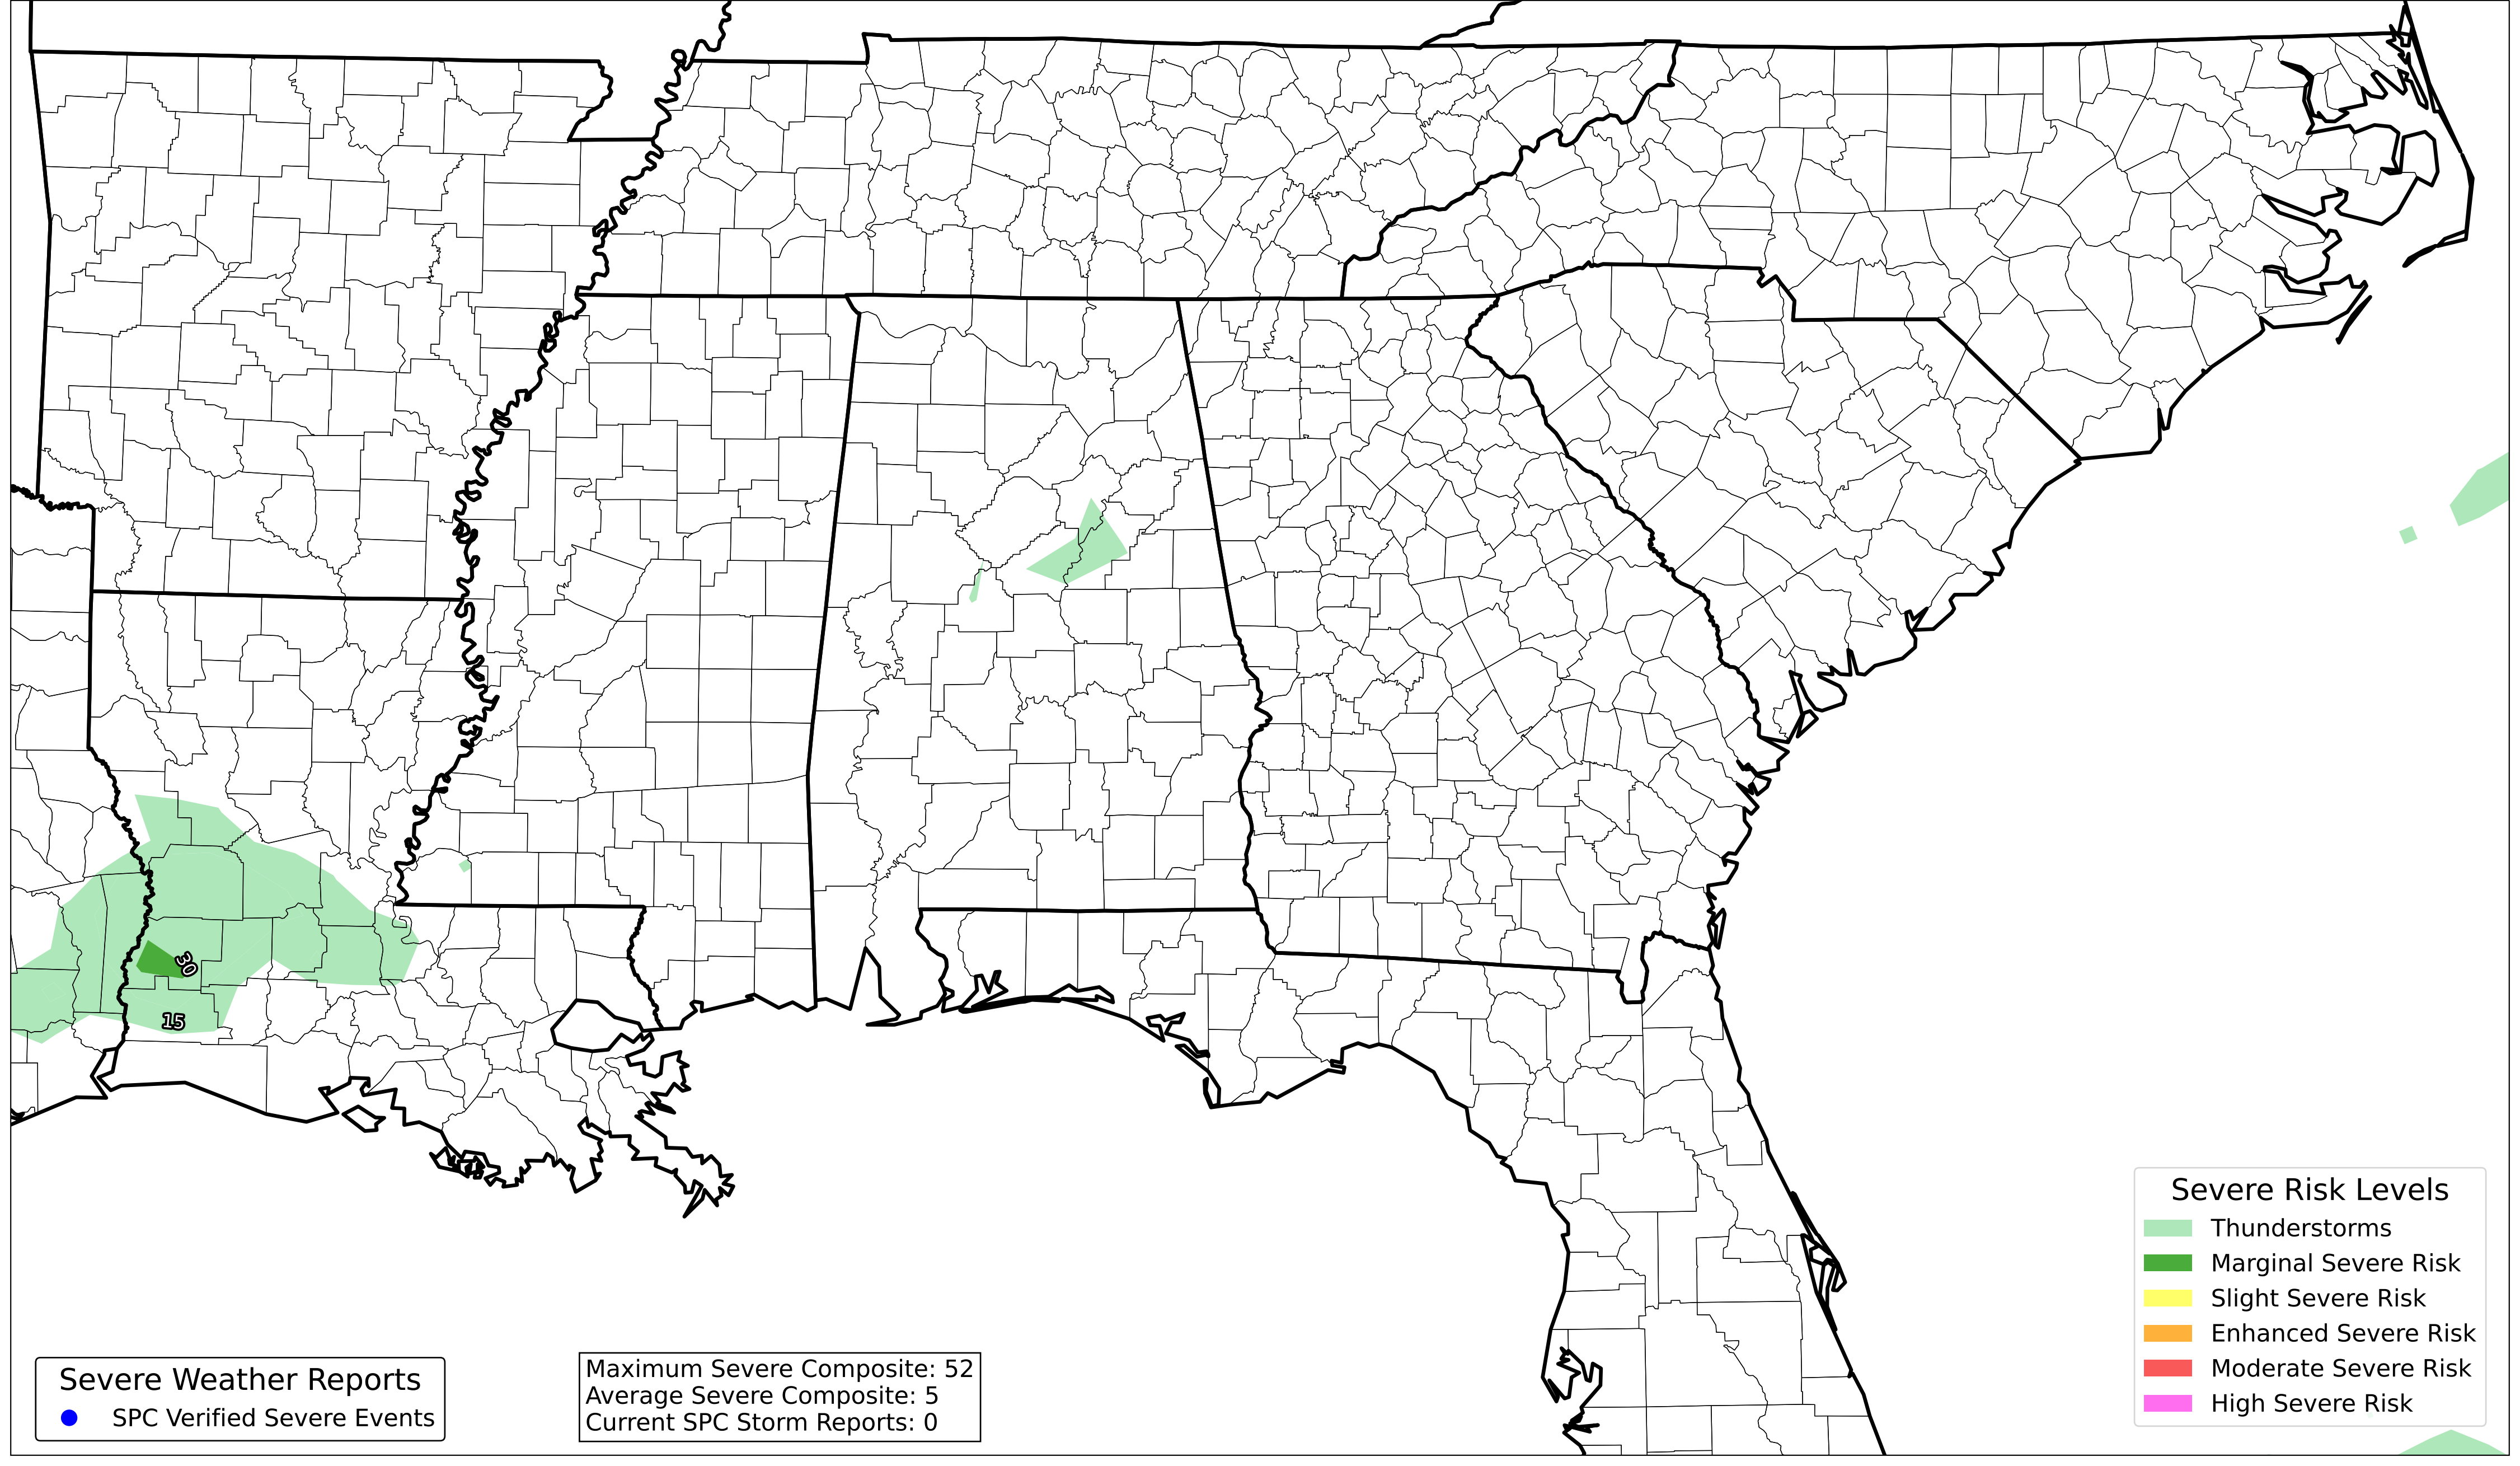 30
15
Severe Risk Levels
Thunderstorms
Marginal Severe Risk
Slight Severe Risk
Enhanced Severe Risk
Moderate Severe Risk
High Severe Risk
Severe Weather Reports
SPC Verified Severe Events
Maximum Severe Composite: 52
Average Severe Composite: 5
Current SPC Storm Reports: 0